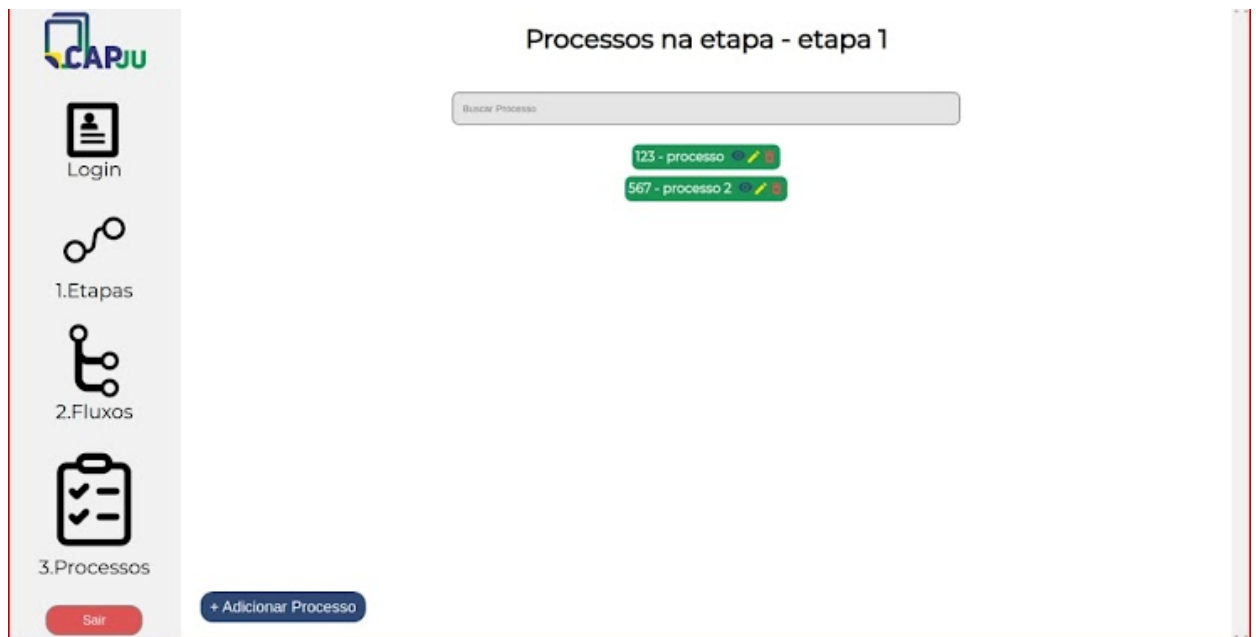 CAPJU
Login
1.Etapas
2.Fluxos
3.Processos
Sair
Processos na etapa - etapa 1
Buscar Processo
123 - processo
567 - processo 2
+ Adicionar Processo